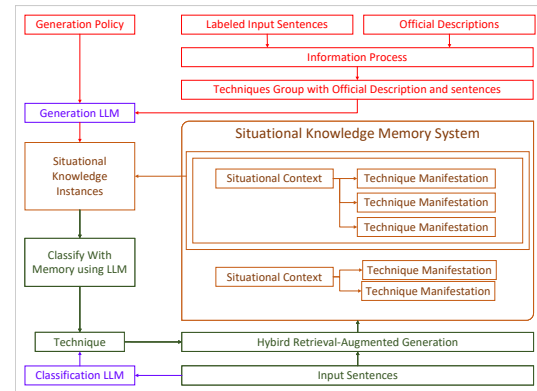 Generation Policy
Labeled Input Sentences
Official Descriptions
Information Process
Techniques Group with Official Description and sentences
Generation LLM
Situational Knowledge Memory System
Situational
Knowledge
Instances
Situational Context
Technique Manifestation
Technique Manifestation
Technique Manifestation
Classify With
Memory using LLM
Situational Context
Technique Manifestation
Technique Manifestation
Technique
Hybird Retrieval-Augmented Generation
Classification LLM
Input Sentences